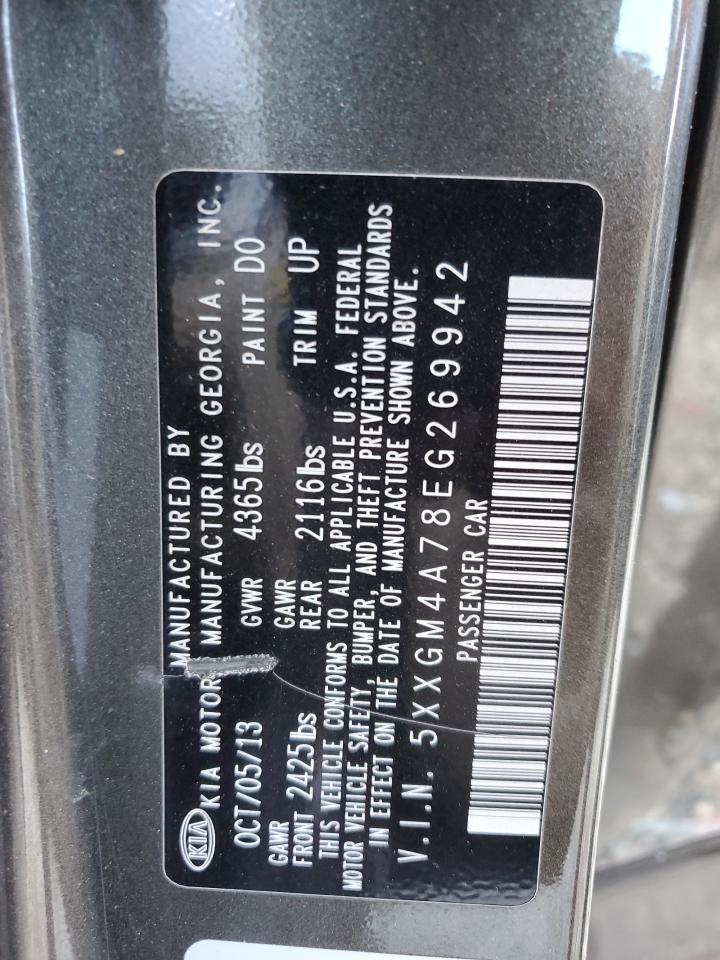 MANUFACTURED BY
KIA KIA MOTORS MANUFACTURING GEORGIA, INC.
OCT/05/13 GVWR 4365lbs PAINT D0
GAWR GAWR
FRONT 2425lbs REAR 2116lbs TRIM UP
THIS VEHICLE CONFORMS TO ALL APPLICABLE U.S.A. FEDERAL
MOTOR VEHICLE SAFETY, BUMPER, AND THEFT PREVENTION STANDARDS
IN EFFECT ON THE DATE OF MANUFACTURE SHOWN ABOVE.
V.I.N. 5XXGM4A78EG269942
PASSENGER CAR